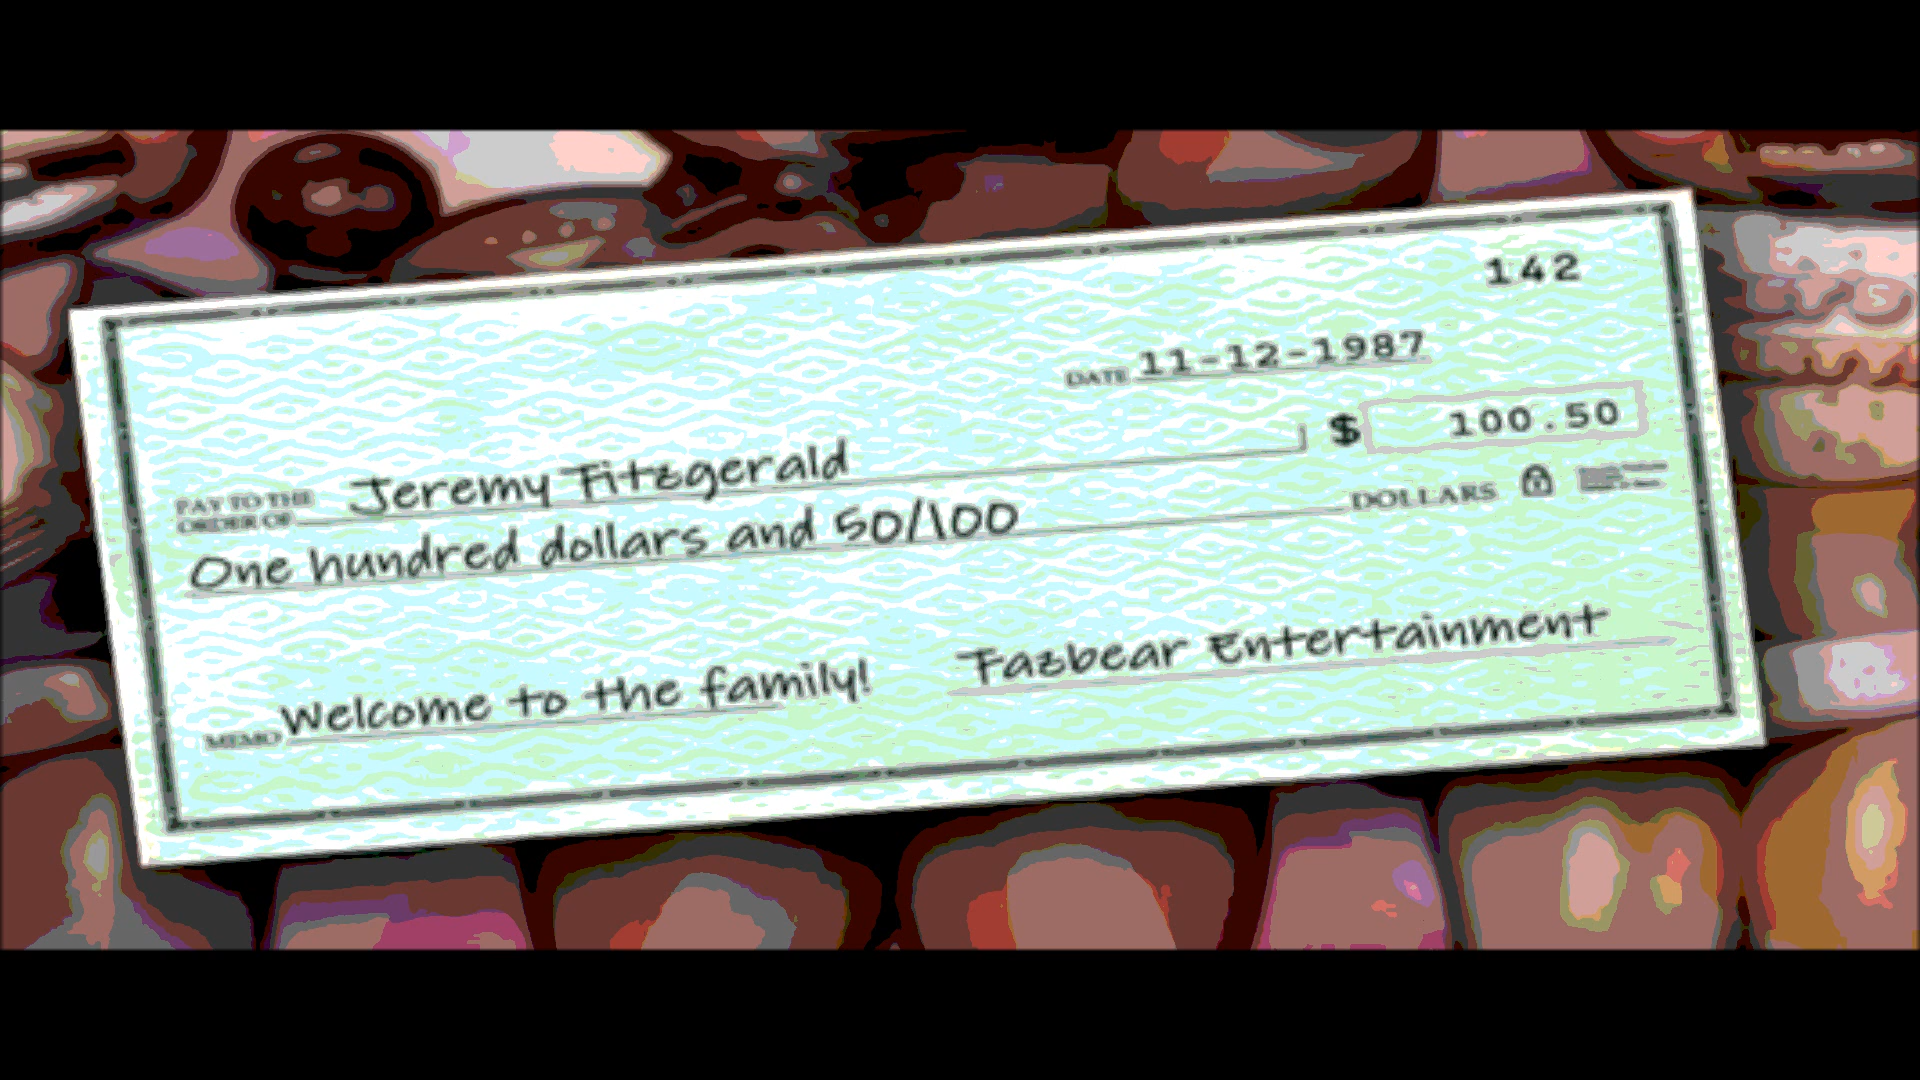 142
DATE 11-12-1987
PAY TO THE
ORDER OF Jeremy Fitzgerald $ 100.50
One hundred dollars and 50/100 DOLLARS
MEMO Welcome to the family! Fazbear Entertainment